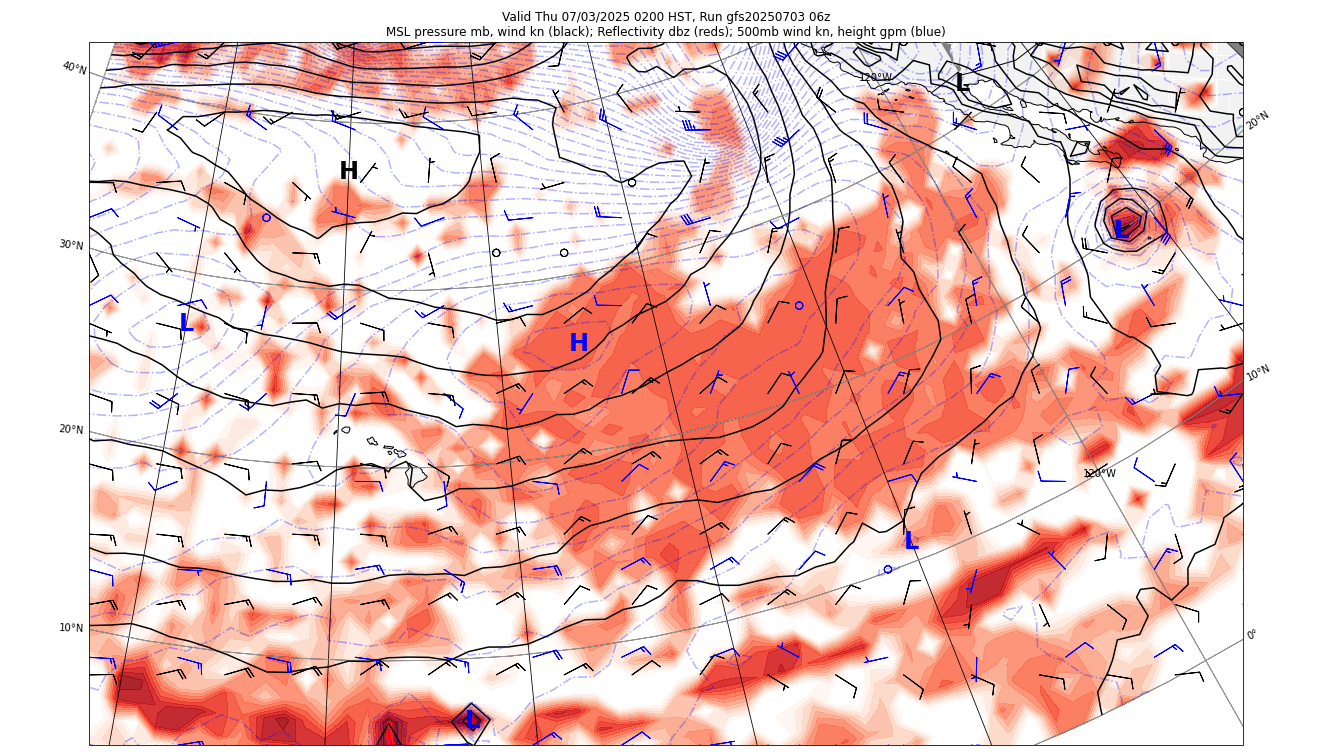 Valid Thu 07/03/2025 0200 HST, Run gfs20250703 06z
MSL pressure mb, wind kn (black); Reflectivity dbz (reds); 500mb wind kn, height gpm (blue)
40°N
120°W
L
20°N
H
L
30°N
L
H
10°N
20°N
120°W
L
10°N
0°
L